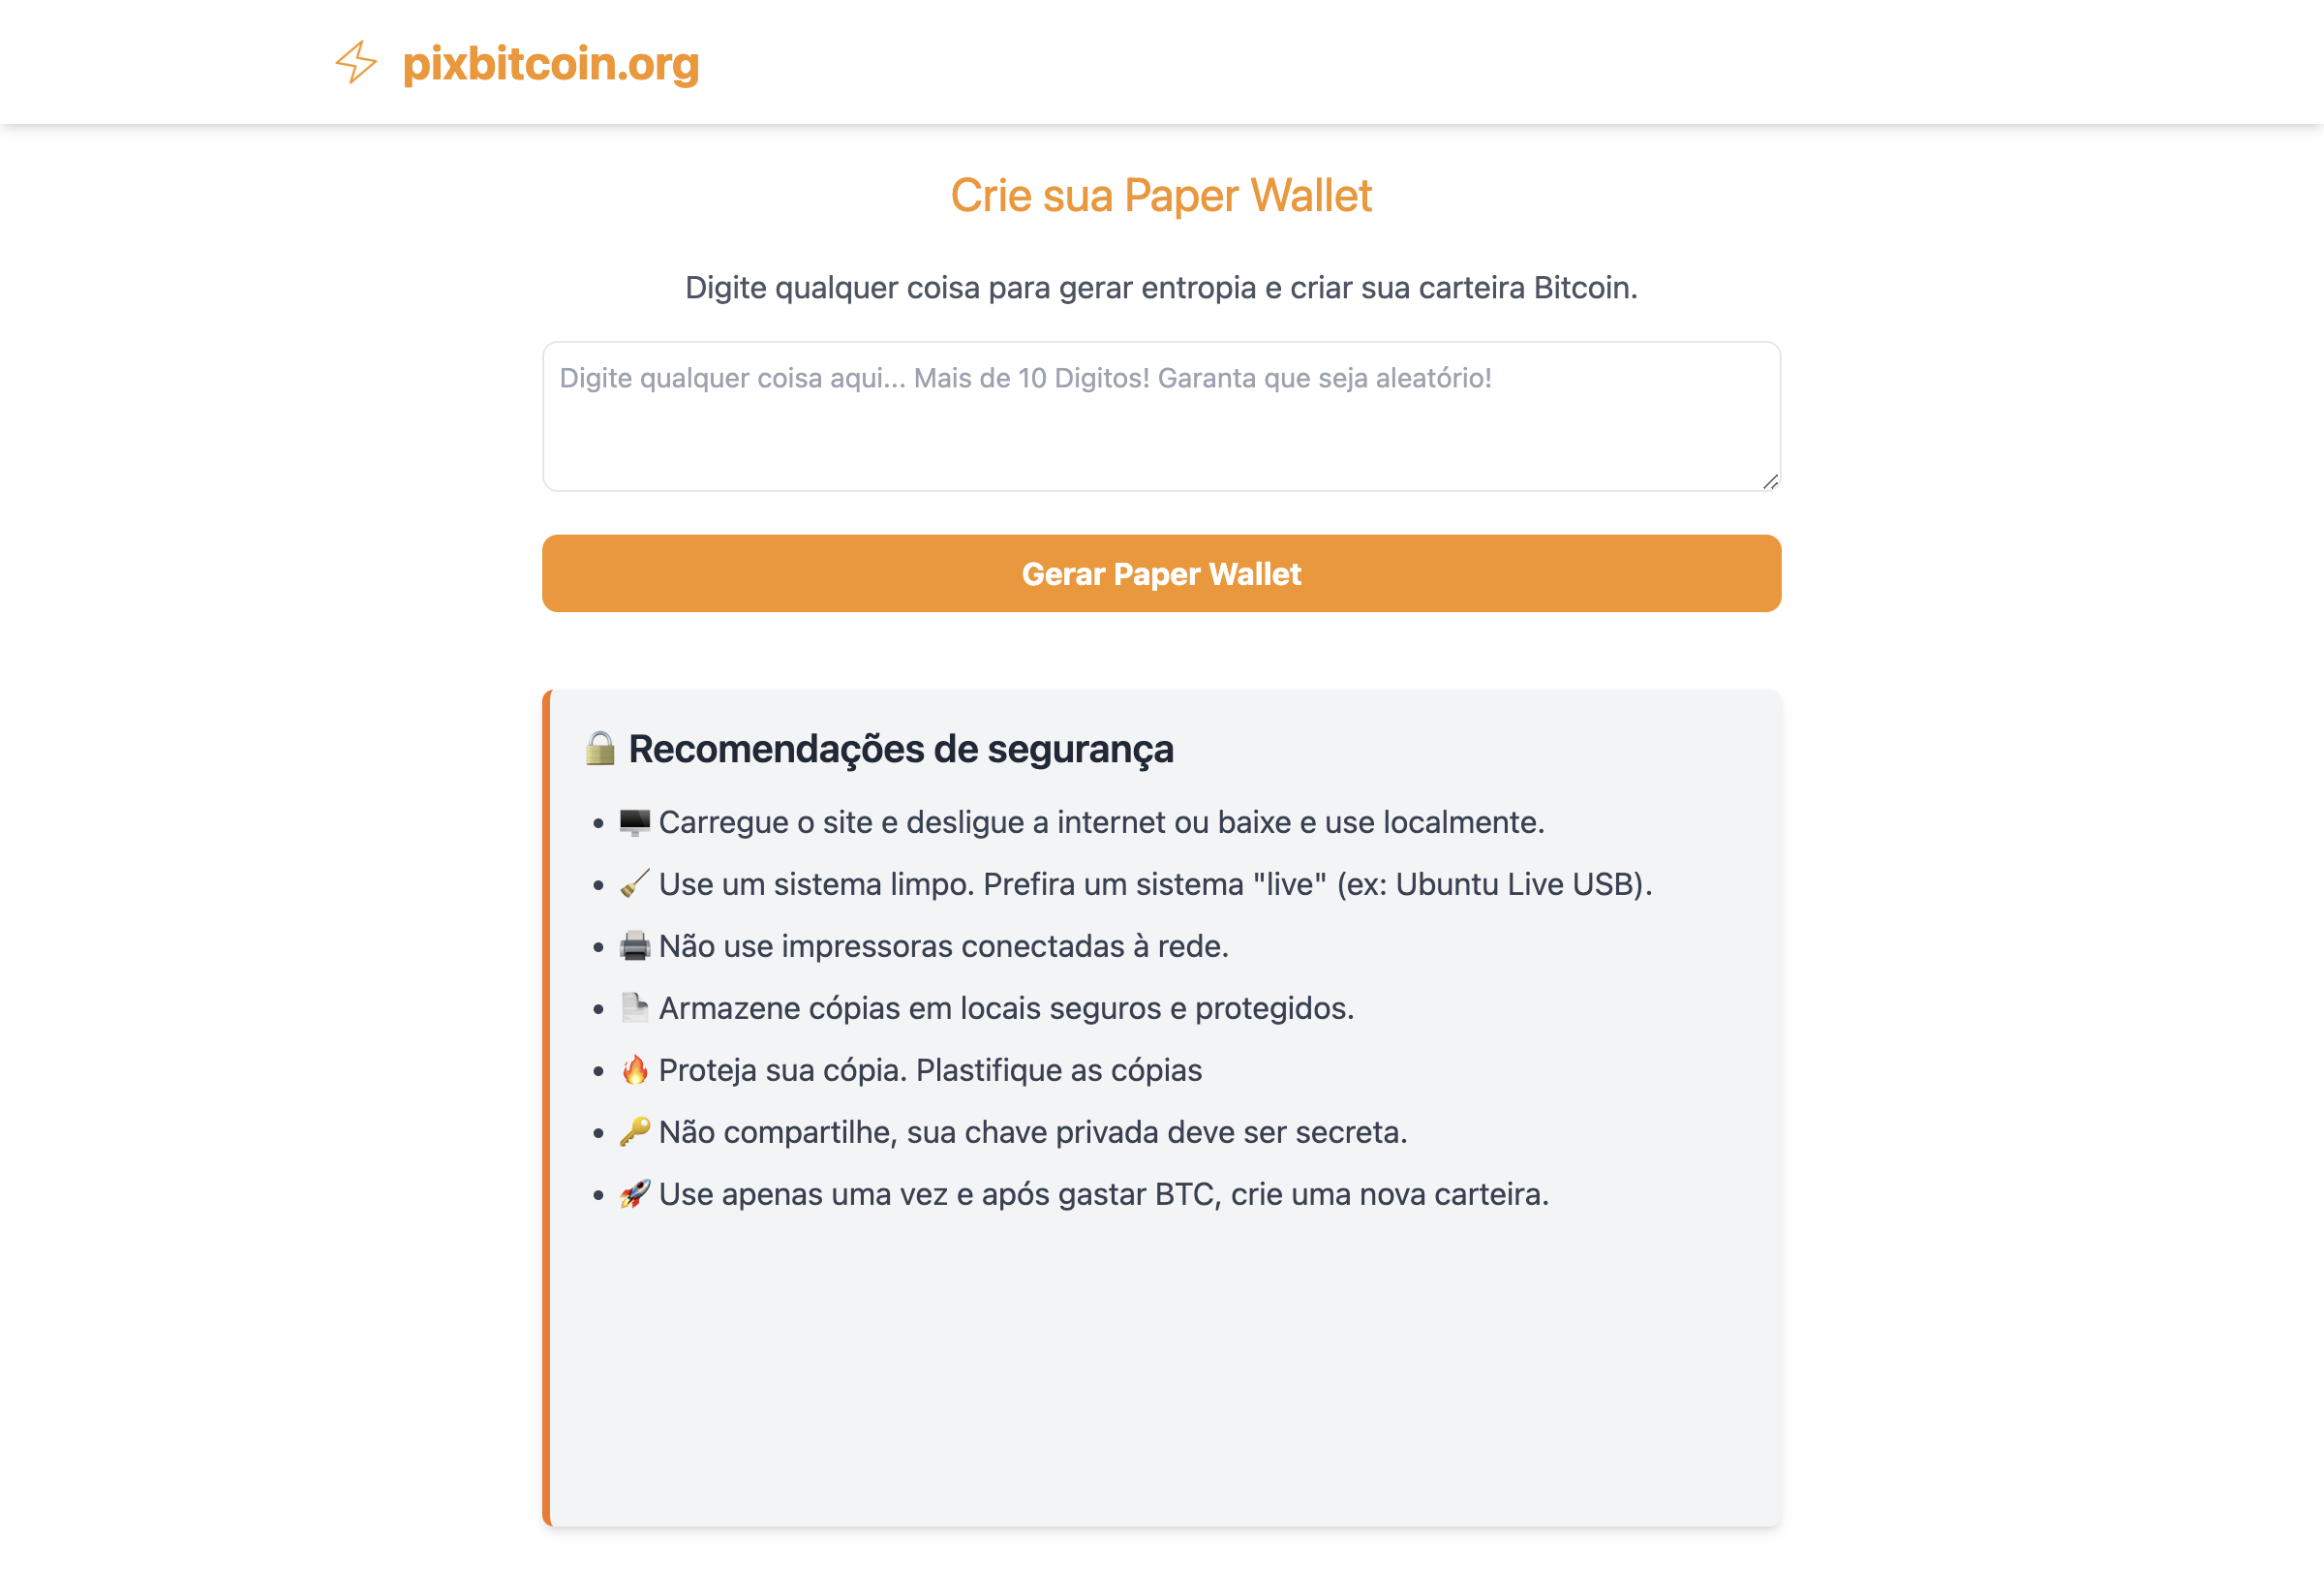 pixbitcoin.org
Crie sua Paper Wallet
Digite qualquer coisa para gerar entropia e criar sua carteira Bitcoin.
Digite qualquer coisa aqui... Mais de 10 Digitos! Garanta que seja aleatório!
Gerar Paper Wallet
🔒 Recomendações de segurança
• 🖥️ Carregue o site e desligue a internet ou baixe e use localmente.
• 🧹 Use um sistema limpo. Prefira um sistema "live" (ex: Ubuntu Live USB).
• 🖨️ Não use impressoras conectadas à rede.
• 📄 Armazene cópias em locais seguros e protegidos.
• 🔥 Proteja sua cópia. Plastifique as cópias
• 🔑 Não compartilhe, sua chave privada deve ser secreta.
• 🚀 Use apenas uma vez e após gastar BTC, crie uma nova carteira.